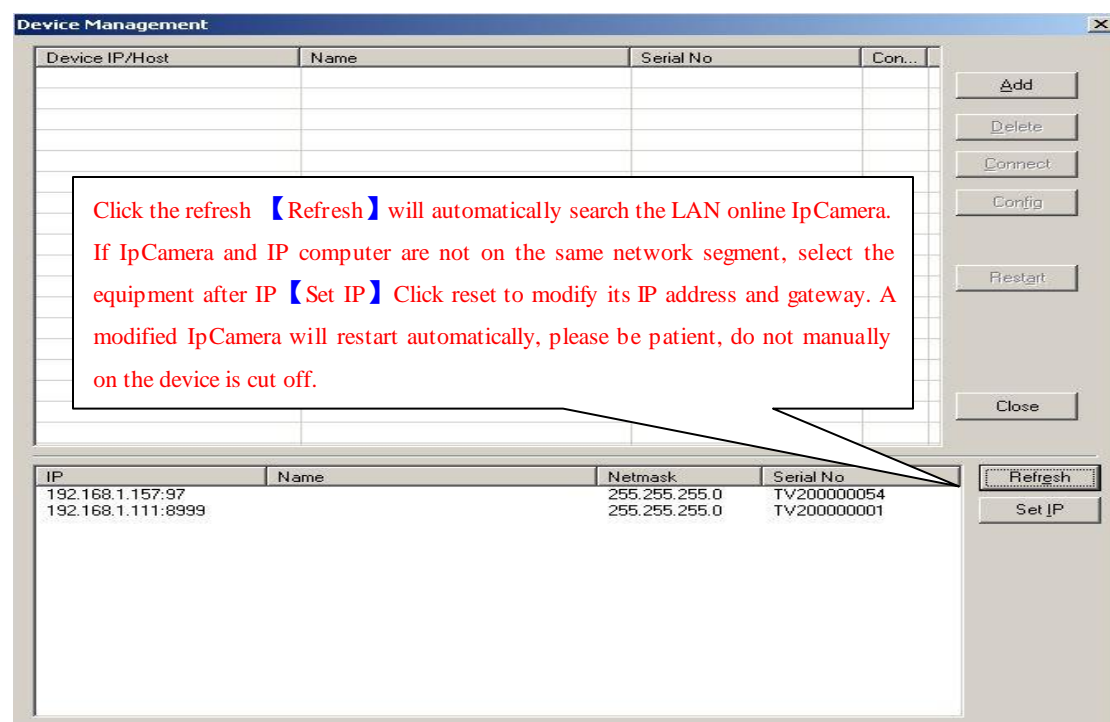 Device Management
Device IP/Host Name Serial No Con...
Add
Delete
Connect
Config
Restart
Close
Click the refresh 【Refresh】will automatically search the LAN online IpCamera.
If IpCamera and IP computer are not on the same network segment, select the
equipment after IP【Set IP】Click reset to modify its IP address and gateway. A
modified IpCamera will restart automatically, please be patient, do not manually
on the device is cut off.
IP Name Netmask Serial No
192.168.1.157:97 255.255.255.0 TV200000054
192.168.1.111:8999 255.255.255.0 TV200000001
Refresh
Set IP